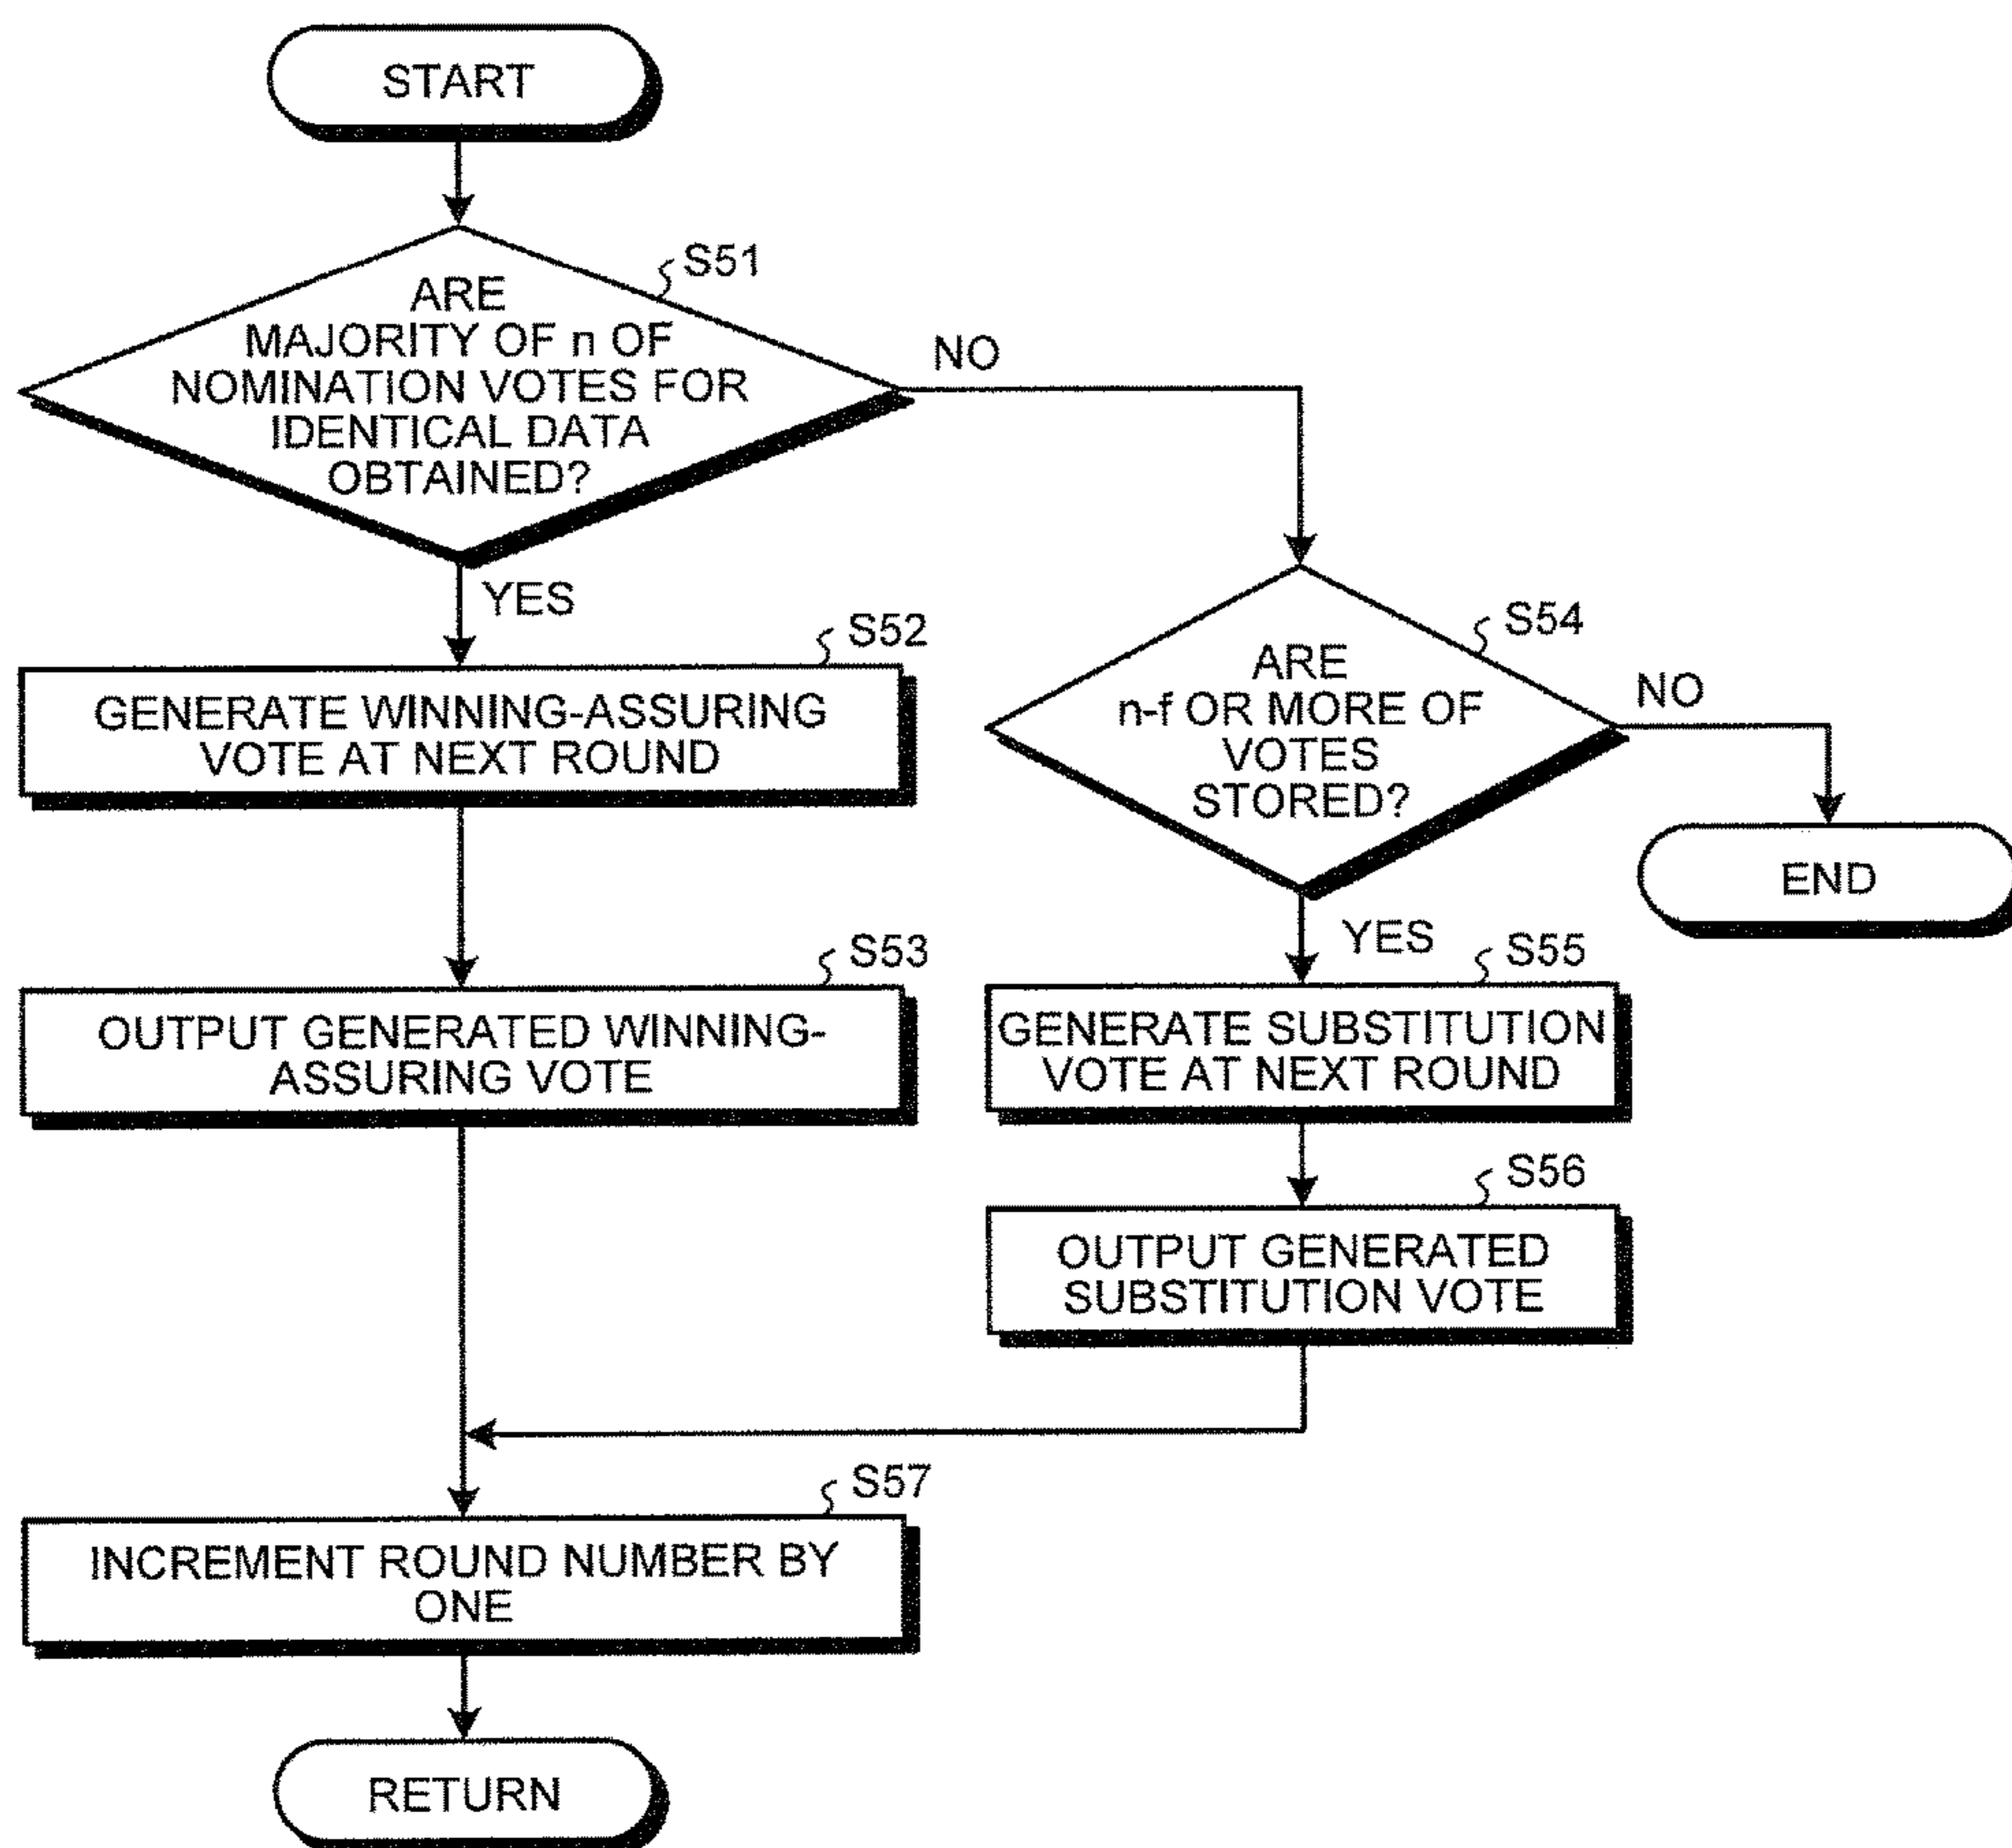 START
S51
ARE
MAJORITY OF n OF
NOMINATION VOTES FOR
IDENTICAL DATA
OBTAINED?
NO
YES
S52
GENERATE WINNING-ASSURING
VOTE AT NEXT ROUND
S53
OUTPUT GENERATED WINNING-
ASSURING VOTE
S54
ARE
n-f OR MORE OF
VOTES
STORED?
NO
END
YES
S55
GENERATE SUBSTITUTION
VOTE AT NEXT ROUND
S56
OUTPUT GENERATED
SUBSTITUTION VOTE
S57
INCREMENT ROUND NUMBER BY
ONE
RETURN